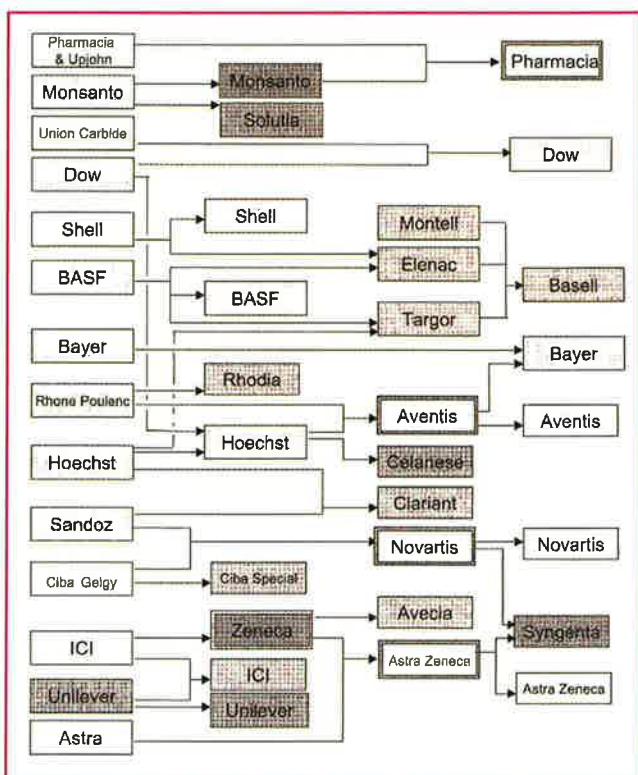 Pharmacia
& Upjohn
Monsanto
Pharmacia
Monsanto
Solutia
Union Carbide
Dow
Dow
Shell
Shell
Montell
Elenac
BASF
BASF
Basell
Targor
Bayer
Bayer
Rhodia
Rhone Poulenc
Aventis
Aventis
Hoechst
Hoechst
Celanese
Clariant
Sandoz
Novartis
Novartis
Ciba Geigy
Ciba Special
Avecia
Zeneca
Syngenta
ICI
ICI
Astra Zeneca
Unilever
Unilever
Astra Zeneca
Astra